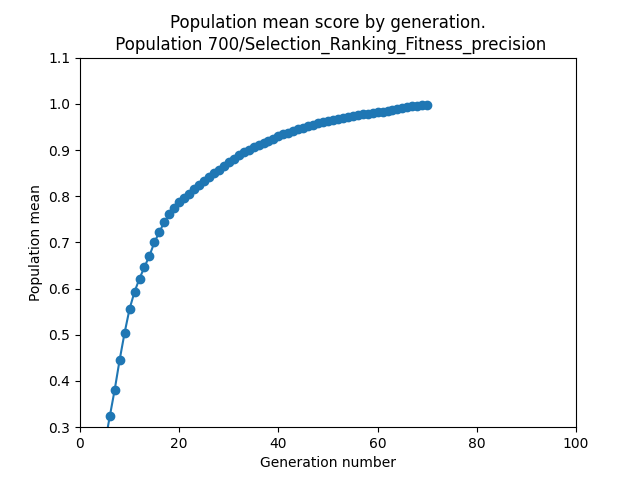 Population mean score by generation.
Population 700/Selection_Ranking_Fitness_precision
1.1
1.0
0.9
0.8
0.7
0.6
0.5
0.4
0.3
Population mean
0 20 40 60 80 100
Generation number